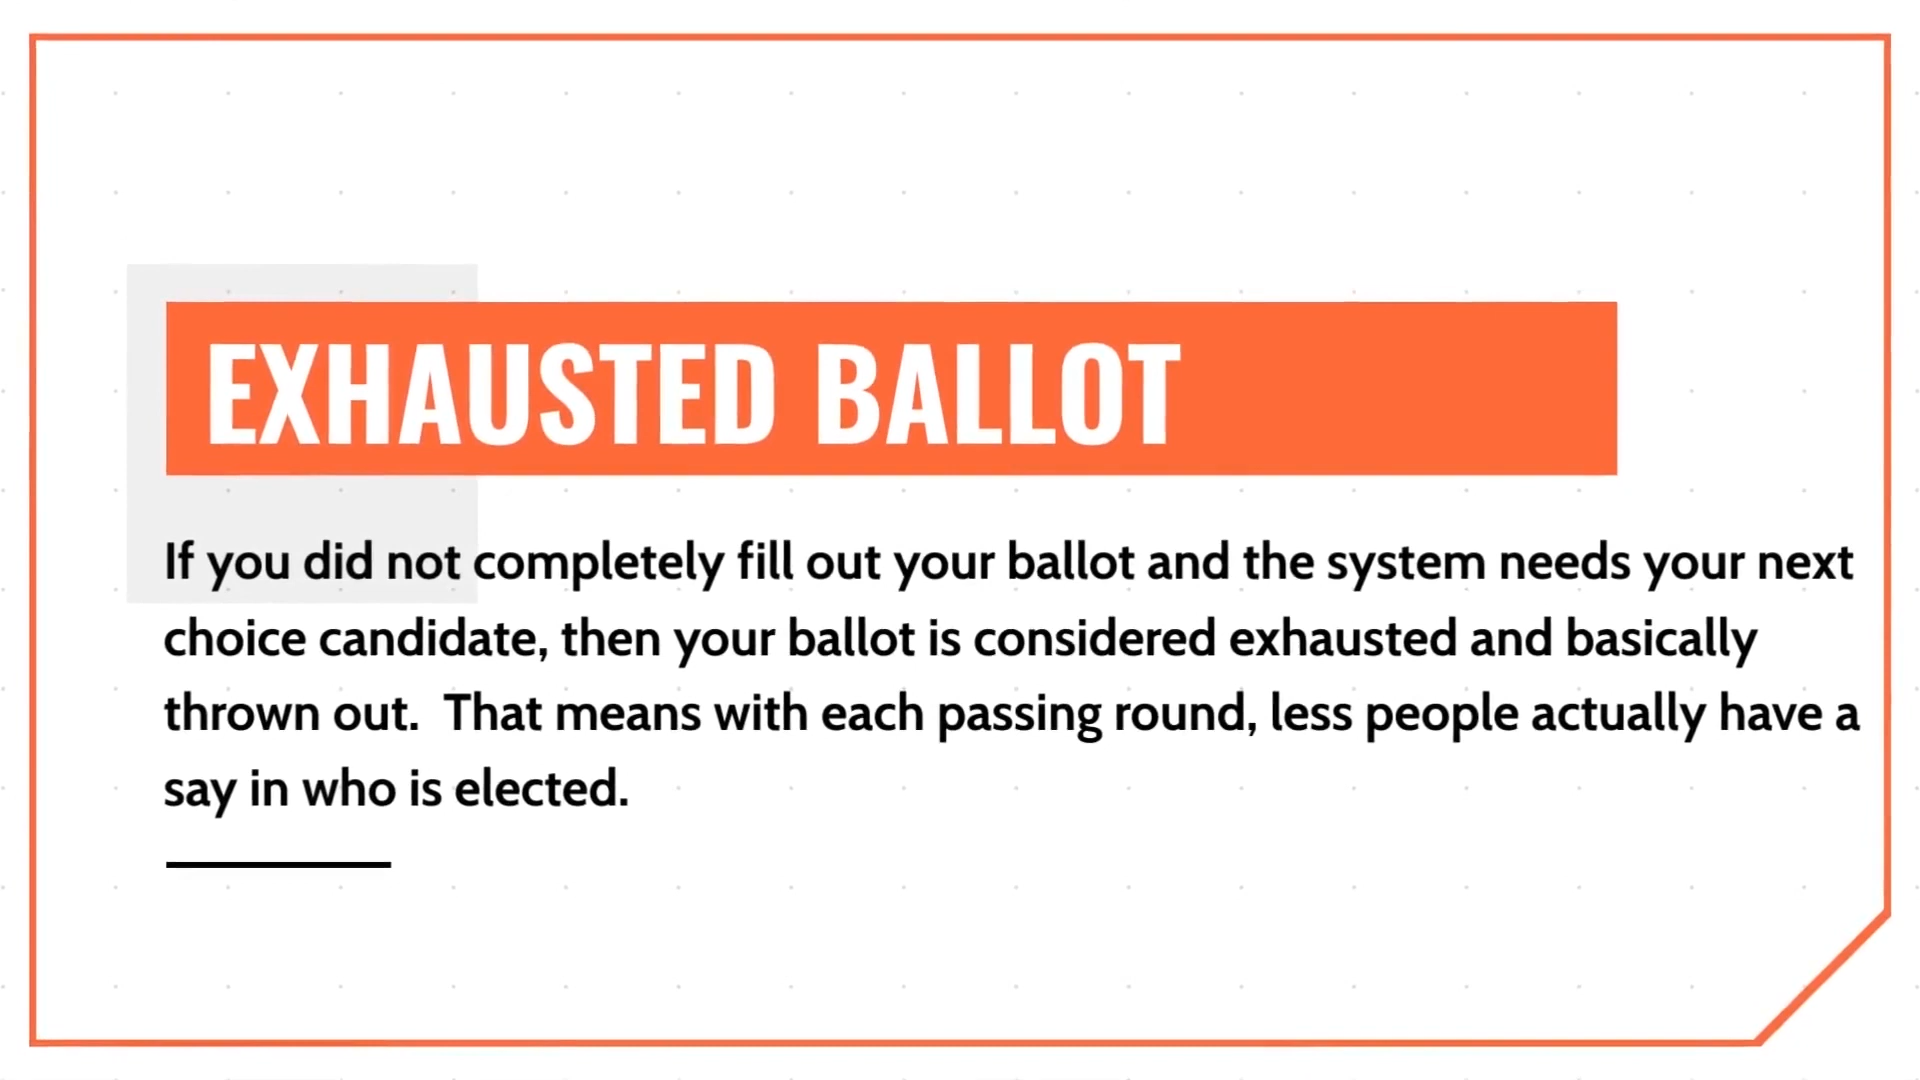 EXHAUSTED BALLOT
If you did not completely fill out your ballot and the system needs your next
choice candidate, then your ballot is considered exhausted and basically
thrown out.  That means with each passing round, less people actually have a
say in who is elected.